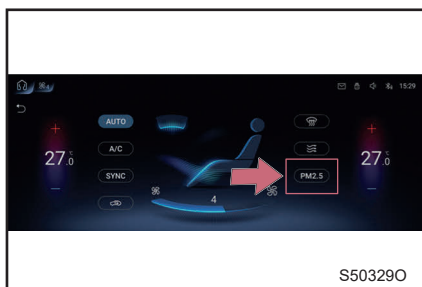 15:29
AUTO
A/C
SYNC
PM2.5
+
27.0
°C
−
+
27.0
°C
−
4
S50329O